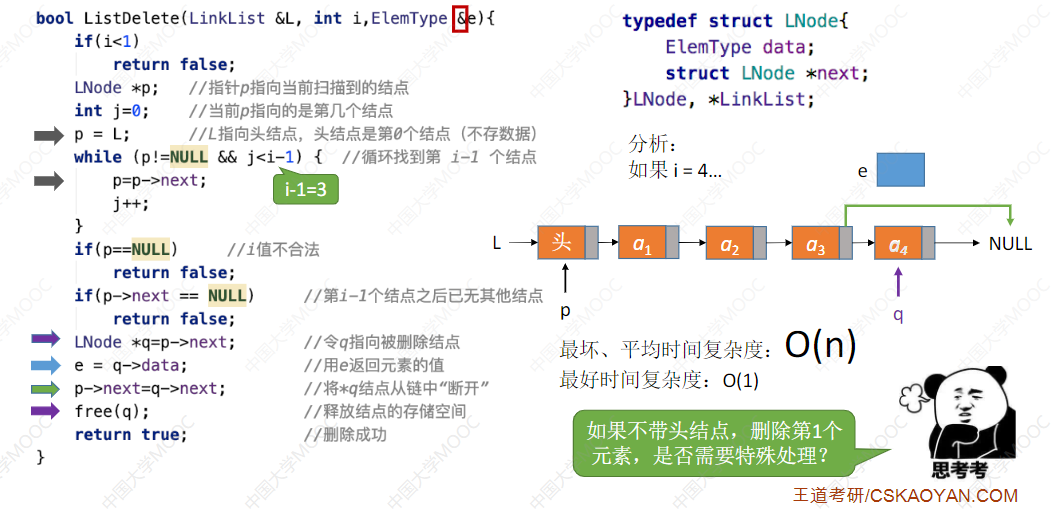 bool ListDelete(LinkList &L, int i,ElemType &e){
if(i<1)
return false;
LNode *p; //指针p指向当前扫描到的结点
int j=0; //当前p指向的是第几个结点
p = L; //L指向头结点，头结点是第0个结点（不存数据）
while (p!=NULL && j<i-1) { //循环找到第 i-1 个结点
p=p->next;
i-1=3
j++;
}
if(p==NULL) //i值不合法
return false;
if(p->next == NULL) //第i-1个结点之后已无其他结点
return false;
LNode *q=p->next; //令q指向被删除结点
e = q->data; //用e返回元素的值
p->next=q->next; //将*q结点从链中“断开”
free(q); //释放结点的存储空间
return true; //删除成功
}
typedef struct LNode{
ElemType data;
struct LNode *next;
}LNode, *LinkList;
分析：
如果 i = 4…
e
L 头 a1 a2 a3 a4 NULL
p q
最坏、平均时间复杂度：O(n)
最好时间复杂度：O(1)
如果不带头结点，删除第1个
元素，是否需要特殊处理？
思考考
王道考研/CSKAOYAN.COM
中国大学MOOC